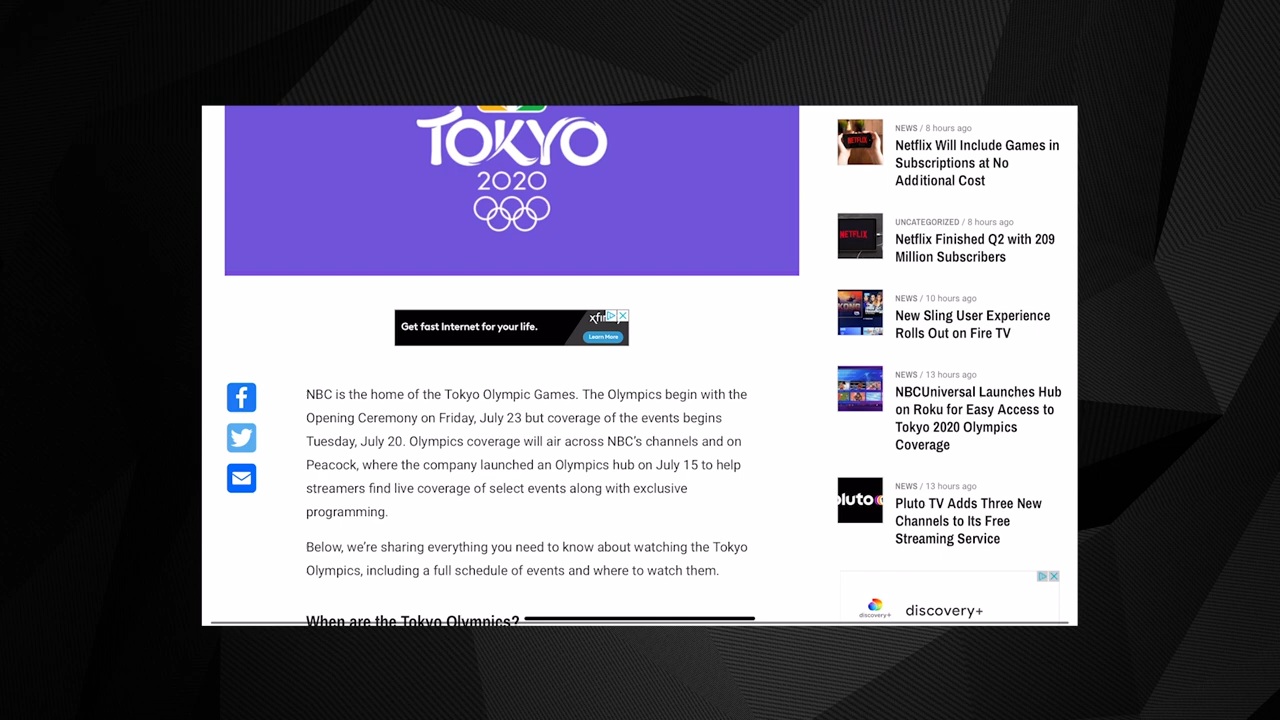 TOKYO
2020
Get fast Internet for your life.
Learn More
NBC is the home of the Tokyo Olympic Games. The Olympics begin with the
Opening Ceremony on Friday, July 23 but coverage of the events begins
Tuesday, July 20. Olympics coverage will air across NBC's channels and on
Peacock, where the company launched an Olympics hub on July 15 to help
streamers find live coverage of select events along with exclusive
programming.
Below, we're sharing everything you need to know about watching the Tokyo
Olympics, including a full schedule of events and where to watch them.
When are the Tokyo Olympics?
NETFLIX
NEWS / 8 hours ago
Netflix Will Include Games in
Subscriptions at No
Additional Cost
NETFLIX
UNCATEGORIZED / 8 hours ago
Netflix Finished Q2 with 209
Million Subscribers
NEWS / 10 hours ago
New Sling User Experience
Rolls Out on Fire TV
NEWS / 13 hours ago
NBCUniversal Launches Hub
on Roku for Easy Access to
Tokyo 2020 Olympics
Coverage
pluto
NEWS / 13 hours ago
Pluto TV Adds Three New
Channels to Its Free
Streaming Service
discovery+
discovery+